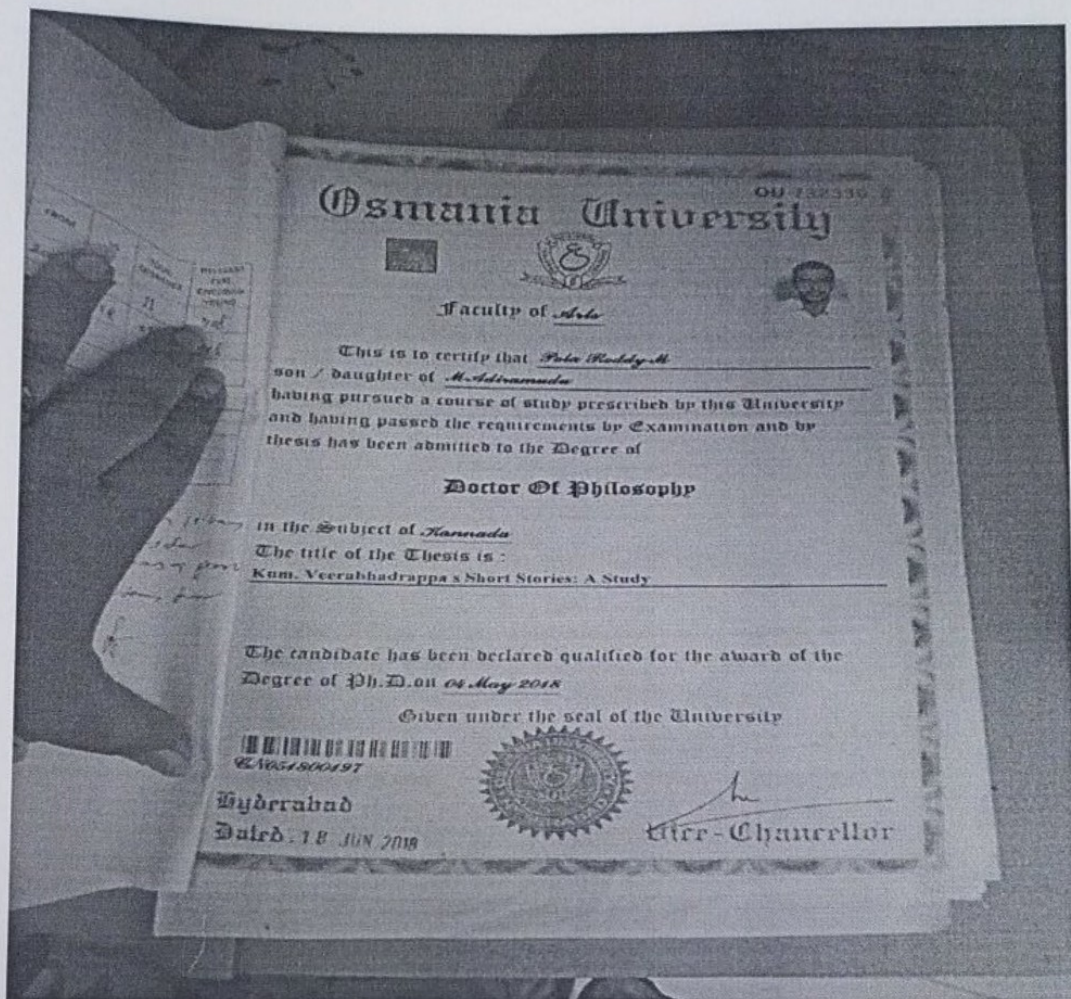 OU
Osmania University
Faculty of Arts
This is to certify that Pola Reddy M
son / daughter of M Adiramudu
having pursued a course of study prescribed by this University
and having passed the requirements by Examination and by
thesis has been admitted to the Degree of
Doctor Of Philosophy
in the Subject of Kannada
The title of the Thesis is :
Kum. Veerabhadrappa s Short Stories: A Study
The candidate has been declared qualified for the award of the
Degree of Ph.D. on 04 May 2018
Given under the seal of the University
CN051800497
Hyderabad
Dated. 18 JUN 2018
Vice-Chancellor